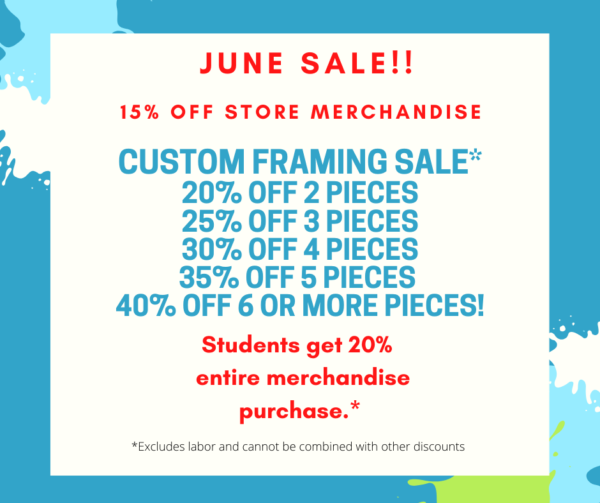 JUNE SALE!!
15% OFF STORE MERCHANDISE
CUSTOM FRAMING SALE*
20% OFF 2 PIECES
25% OFF 3 PIECES
30% OFF 4 PIECES
35% OFF 5 PIECES
40% OFF 6 OR MORE PIECES!
Students get 20%
entire merchandise
purchase.*
*Excludes labor and cannot be combined with other discounts